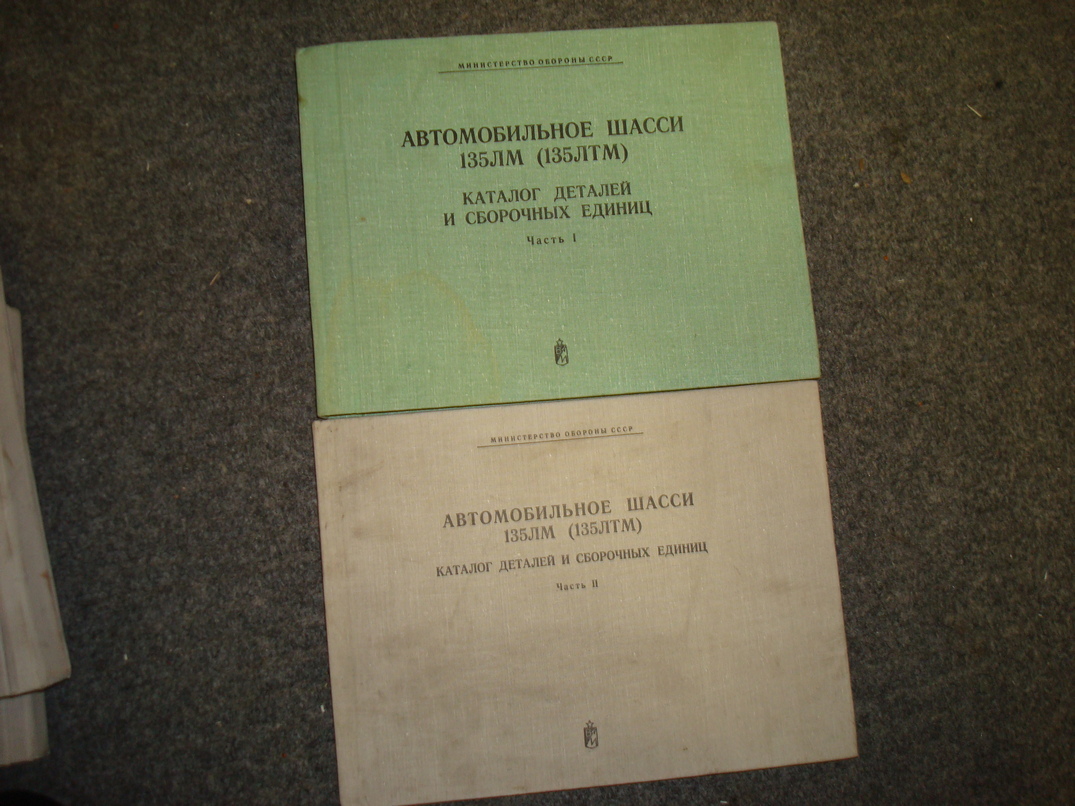 МИНИСТЕРСТВО ОБОРОНЫ СССР
АВТОМОБИЛЬНОЕ ШАССИ
135ЛМ (135ЛТМ)
КАТАЛОГ ДЕТАЛЕЙ
И СБОРОЧНЫХ ЕДИНИЦ
Часть I
МИНИСТЕРСТВО ОБОРОНЫ СССР
АВТОМОБИЛЬНОЕ ШАССИ
135ЛМ (135ЛТМ)
КАТАЛОГ ДЕТАЛЕЙ И СБОРОЧНЫХ ЕДИНИЦ
Часть II